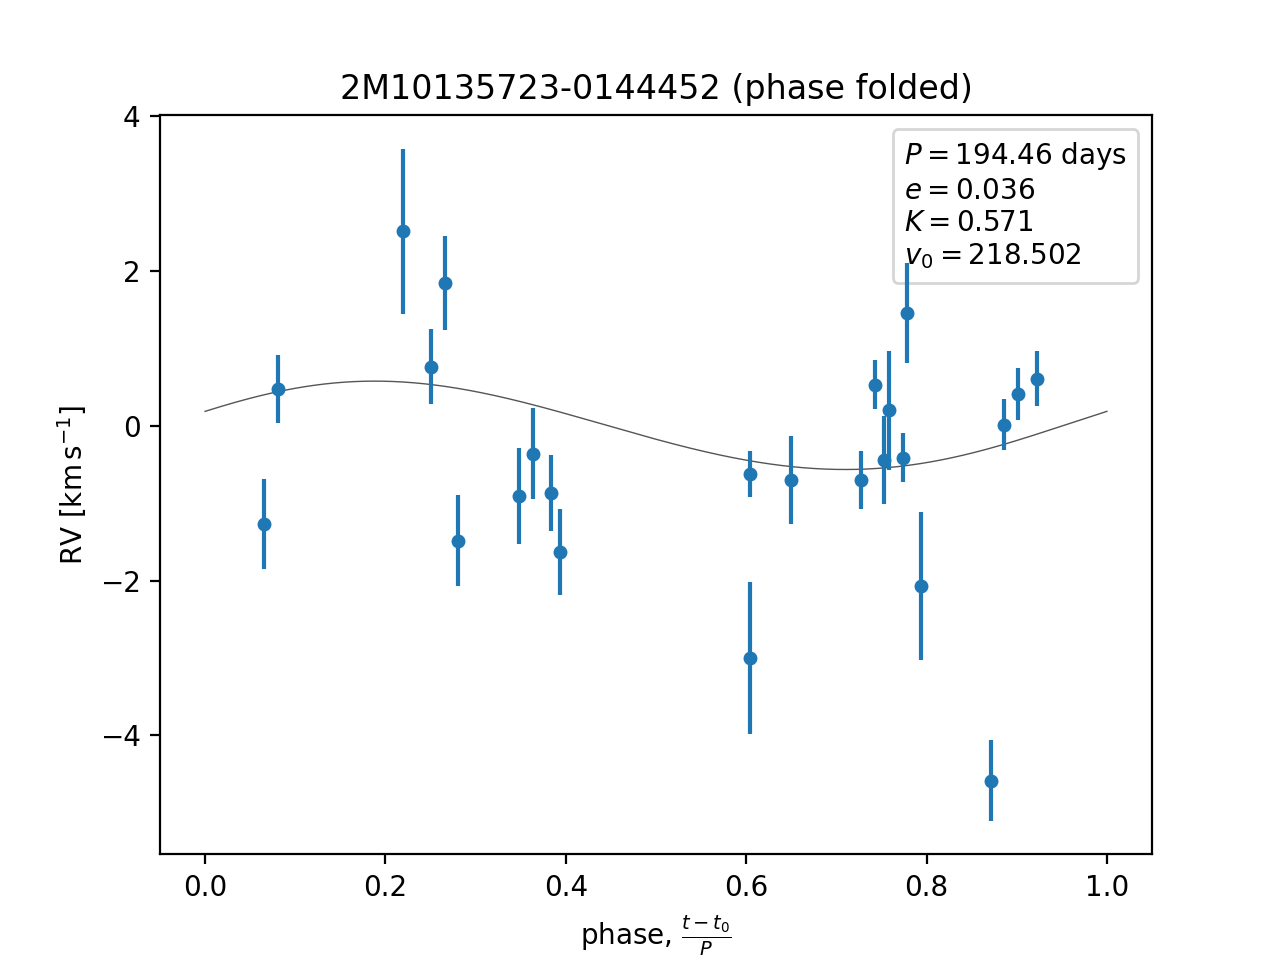 2M10135723-0144452 (phase folded)
P = 194.46 days
e = 0.036
K = 0.571
v₀ = 218.502
4
2
0
−2
−4
RV [km s⁻¹]
0.0 0.2 0.4 0.6 0.8 1.0
phase, (t − t₀)/P